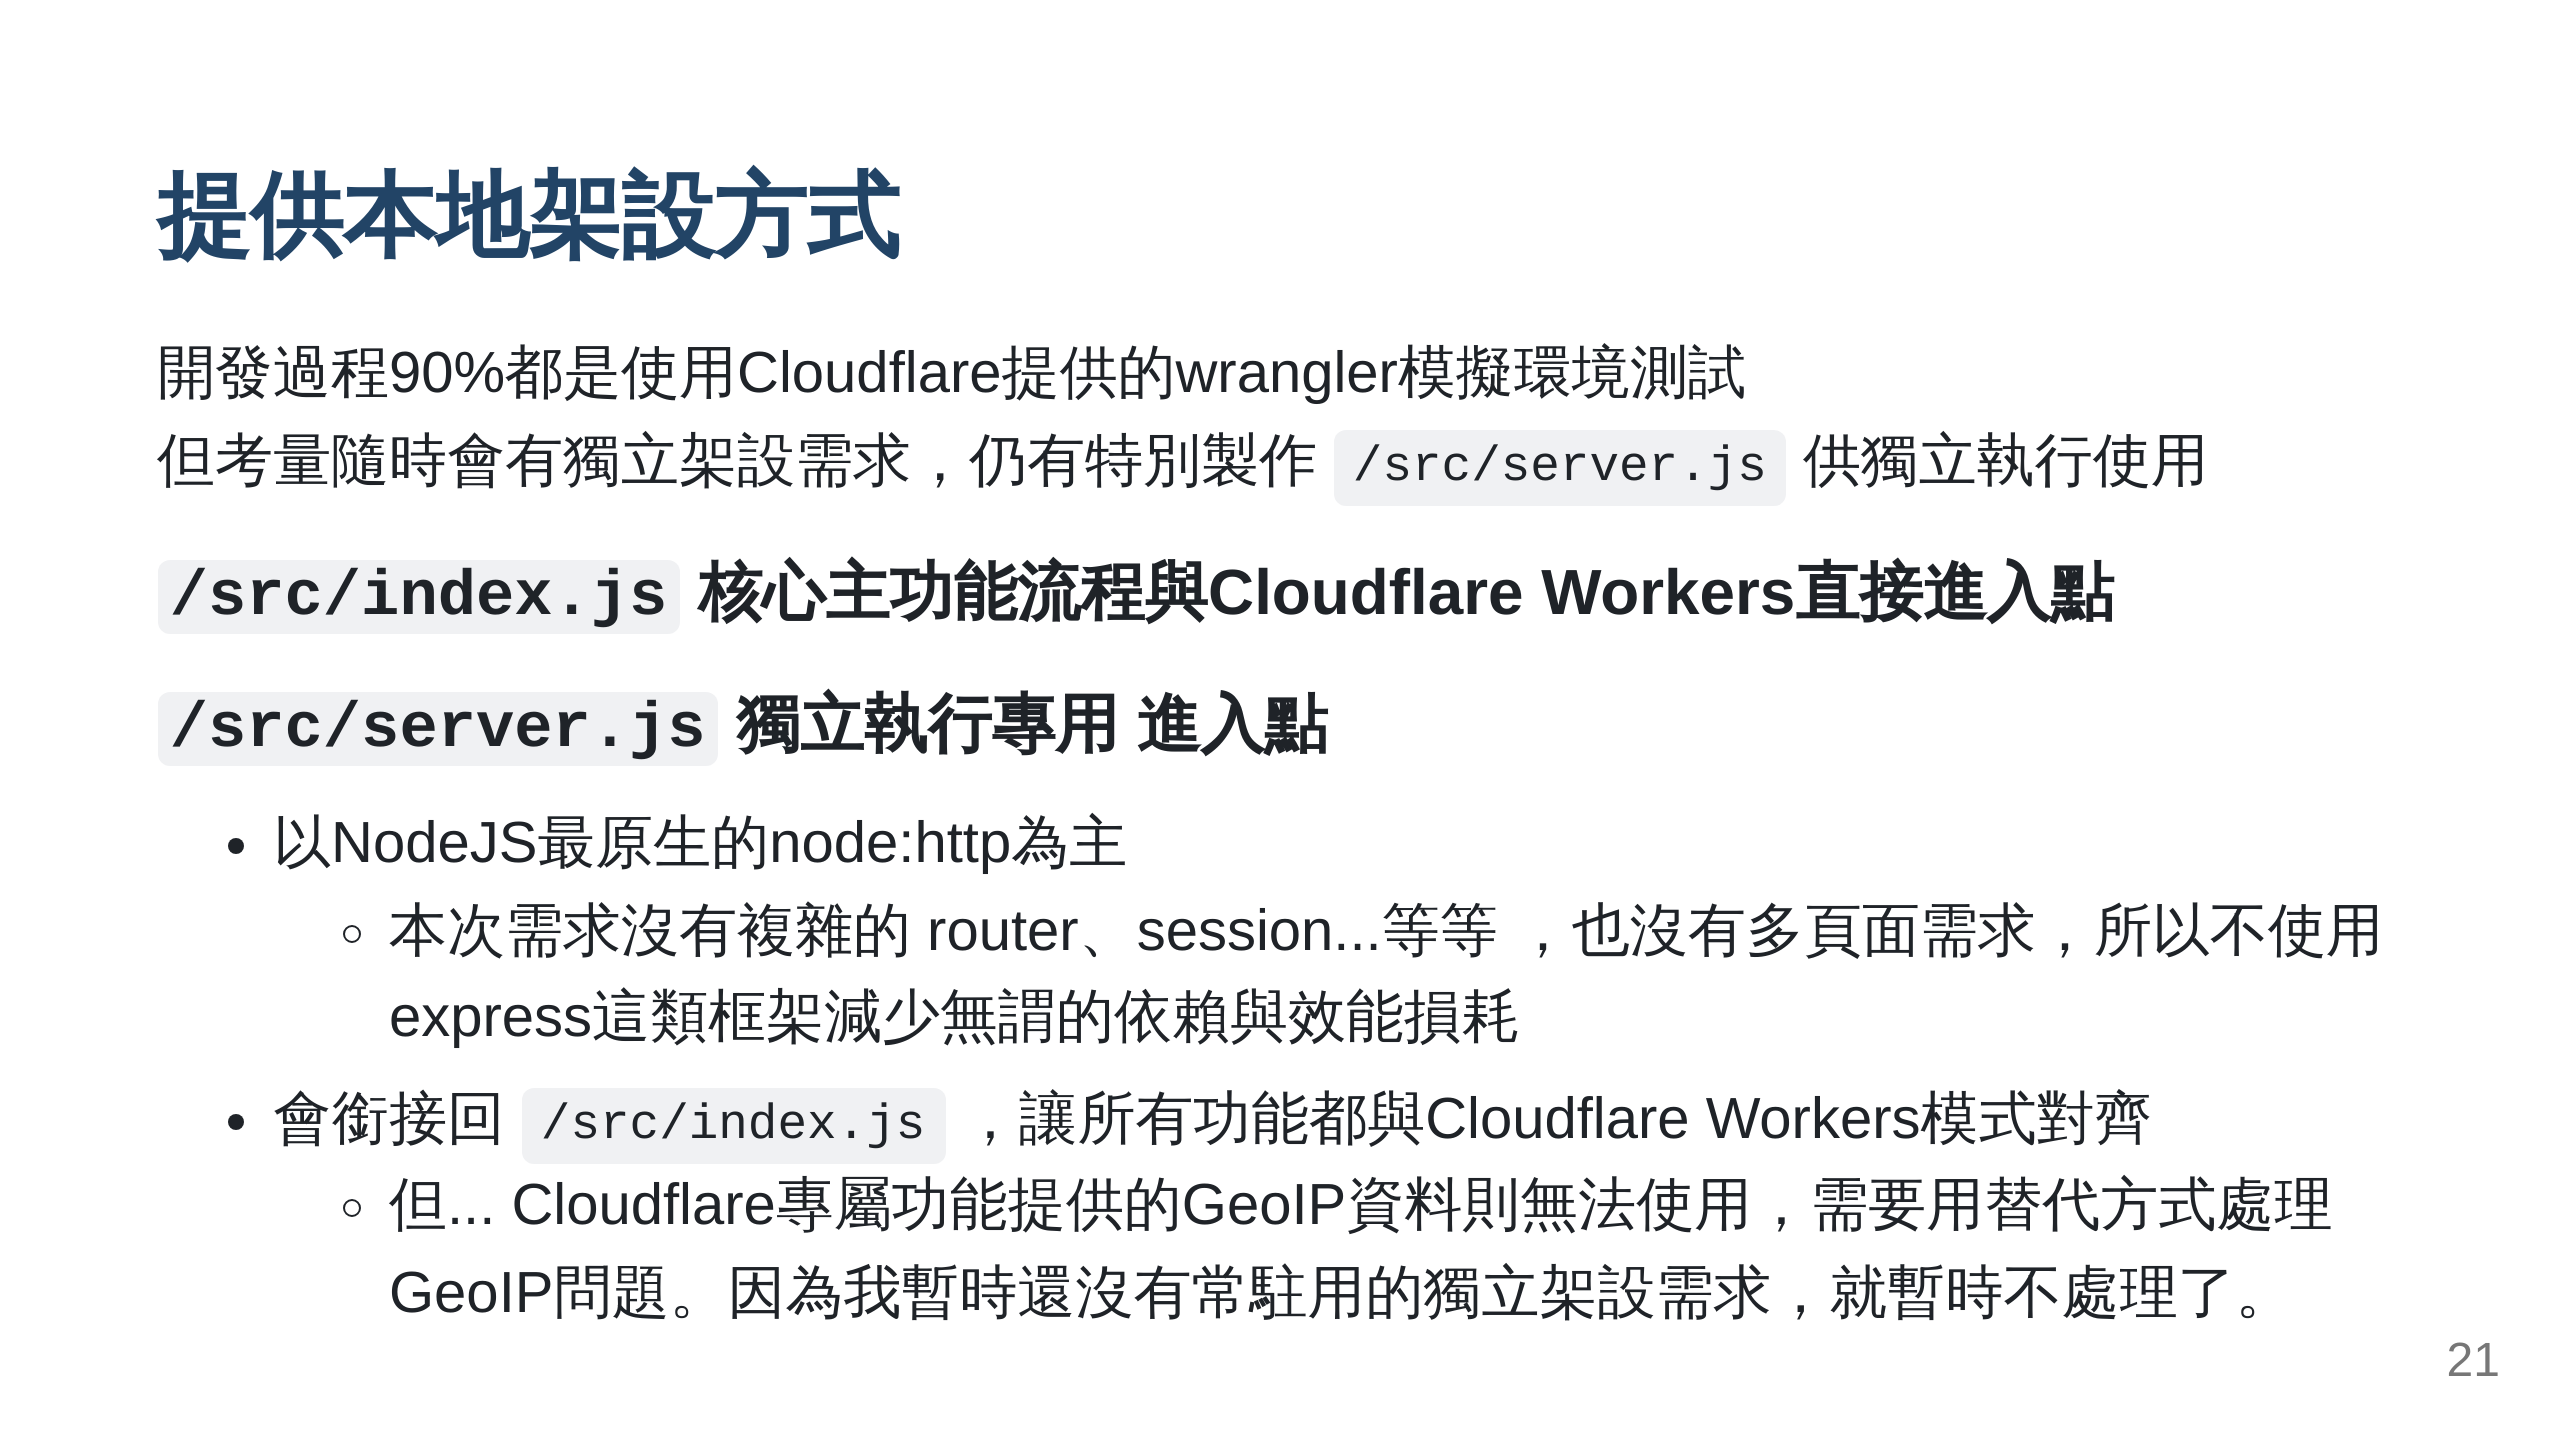 提供本地架設方式
開發過程90%都是使用Cloudflare提供的wrangler模擬環境測試
但考量隨時會有獨立架設需求，仍有特別製作 /src/server.js 供獨立執行使用
/src/index.js 核心主功能流程與Cloudflare Workers直接進入點
/src/server.js 獨立執行專用 進入點
• 以NodeJS最原生的node:http為主
◦ 本次需求沒有複雜的 router、session...等等 ，也沒有多頁面需求，所以不使用
express這類框架減少無謂的依賴與效能損耗
• 會銜接回 /src/index.js ，讓所有功能都與Cloudflare Workers模式對齊
◦ 但... Cloudflare專屬功能提供的GeoIP資料則無法使用，需要用替代方式處理
GeoIP問題。因為我暫時還沒有常駐用的獨立架設需求，就暫時不處理了。
21